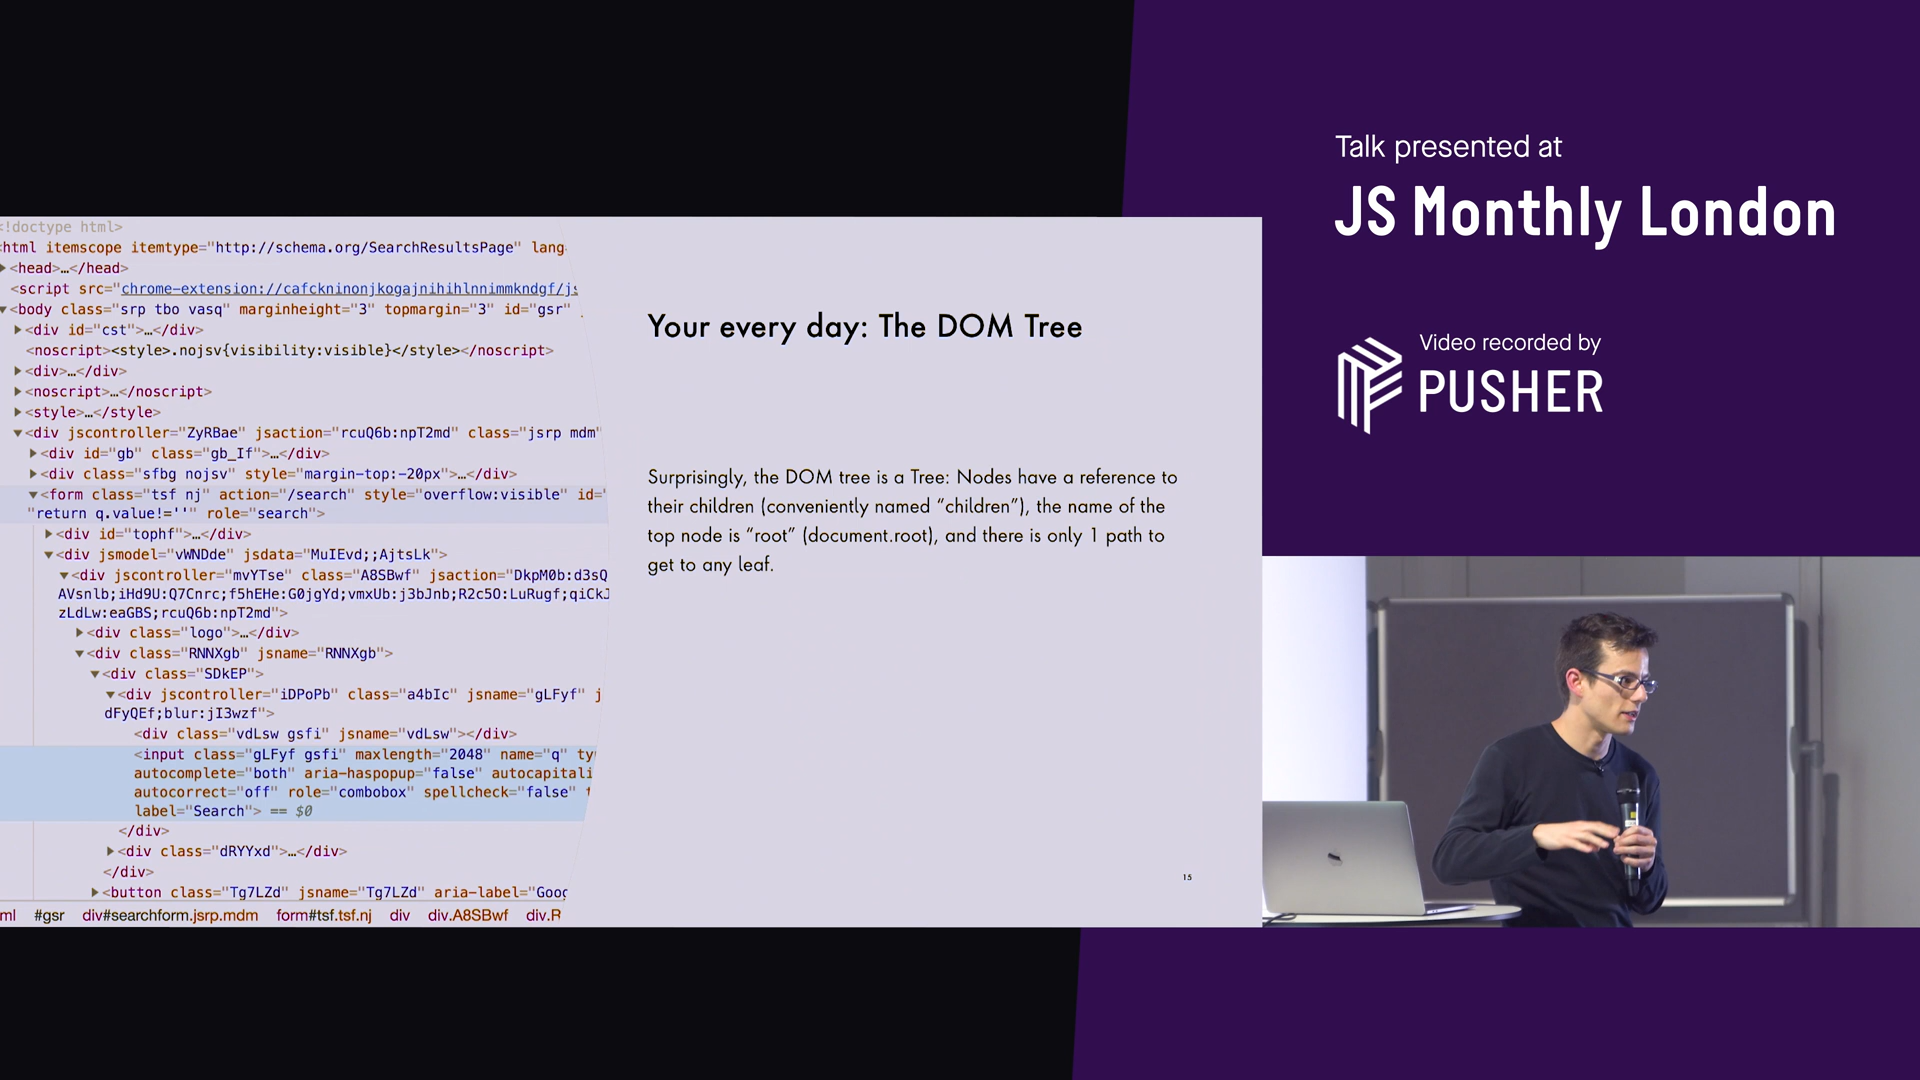 <!doctype html>
<html itemscope itemtype="http://schema.org/SearchResultsPage" lang
<head>…</head>
<script src="chrome-extension://cafckninonjkogajnihihlnnimmkndgf/js
<body class="srp tbo vasq" marginheight="3" topmargin="3" id="gsr"
<div id="cst">…</div>
<noscript><style>.nojsv{visibility:visible}</style></noscript>
<div>…</div>
<noscript>…</noscript>
<style>…</style>
<div jscontroller="ZyRBae" jsaction="rcuQ6b:npT2md" class="jsrp mdm"
<div id="gb" class="gb_If">…</div>
<div class="sfbg nojsv" style="margin-top:-20px">…</div>
<form class="tsf nj" action="/search" style="overflow:visible" id="
"return q.value!=''" role="search">
<div id="tophf">…</div>
<div jsmodel="vWNDde" jsdata="MuIEvd;;AjtsLk">
<div jscontroller="mvYTse" class="A8SBwf" jsaction="DkpM0b:d3sQ
AVsnlb;iHd9U:Q7Cnrc;f5hEHe:G0jgYd;vmxUb:j3bJnb;R2c5O:LuRugf;qiCkJ
zLdLw:eaGBS;rcuQ6b:npT2md">
<div class="logo">…</div>
<div class="RNNXgb" jsname="RNNXgb">
<div class="SDkEP">
<div jscontroller="iDPoPb" class="a4bIc" jsname="gLFyf" j
dFyQEf;blur:jI3wzf">
<div class="vdLsw gsfi" jsname="vdLsw"></div>
<input class="gLFyf gsfi" maxlength="2048" name="q" ty
autocomplete="both" aria-haspopup="false" autocapitali
autocorrect="off" role="combobox" spellcheck="false" t
label="Search"> == $0
</div>
<div class="dRYYxd">…</div>
</div>
<button class="Tg7LZd" jsname="Tg7LZd" aria-label="Goog
ml #gsr div#searchform.jsrp.mdm form#tsf.tsf.nj div div.A8SBwf div.R
Your every day: The DOM Tree
Surprisingly, the DOM tree is a Tree: Nodes have a reference to
their children (conveniently named “children”), the name of the
top node is “root” (document.root), and there is only 1 path to
get to any leaf.
15
Talk presented at
JS Monthly London
Video recorded by
PUSHER